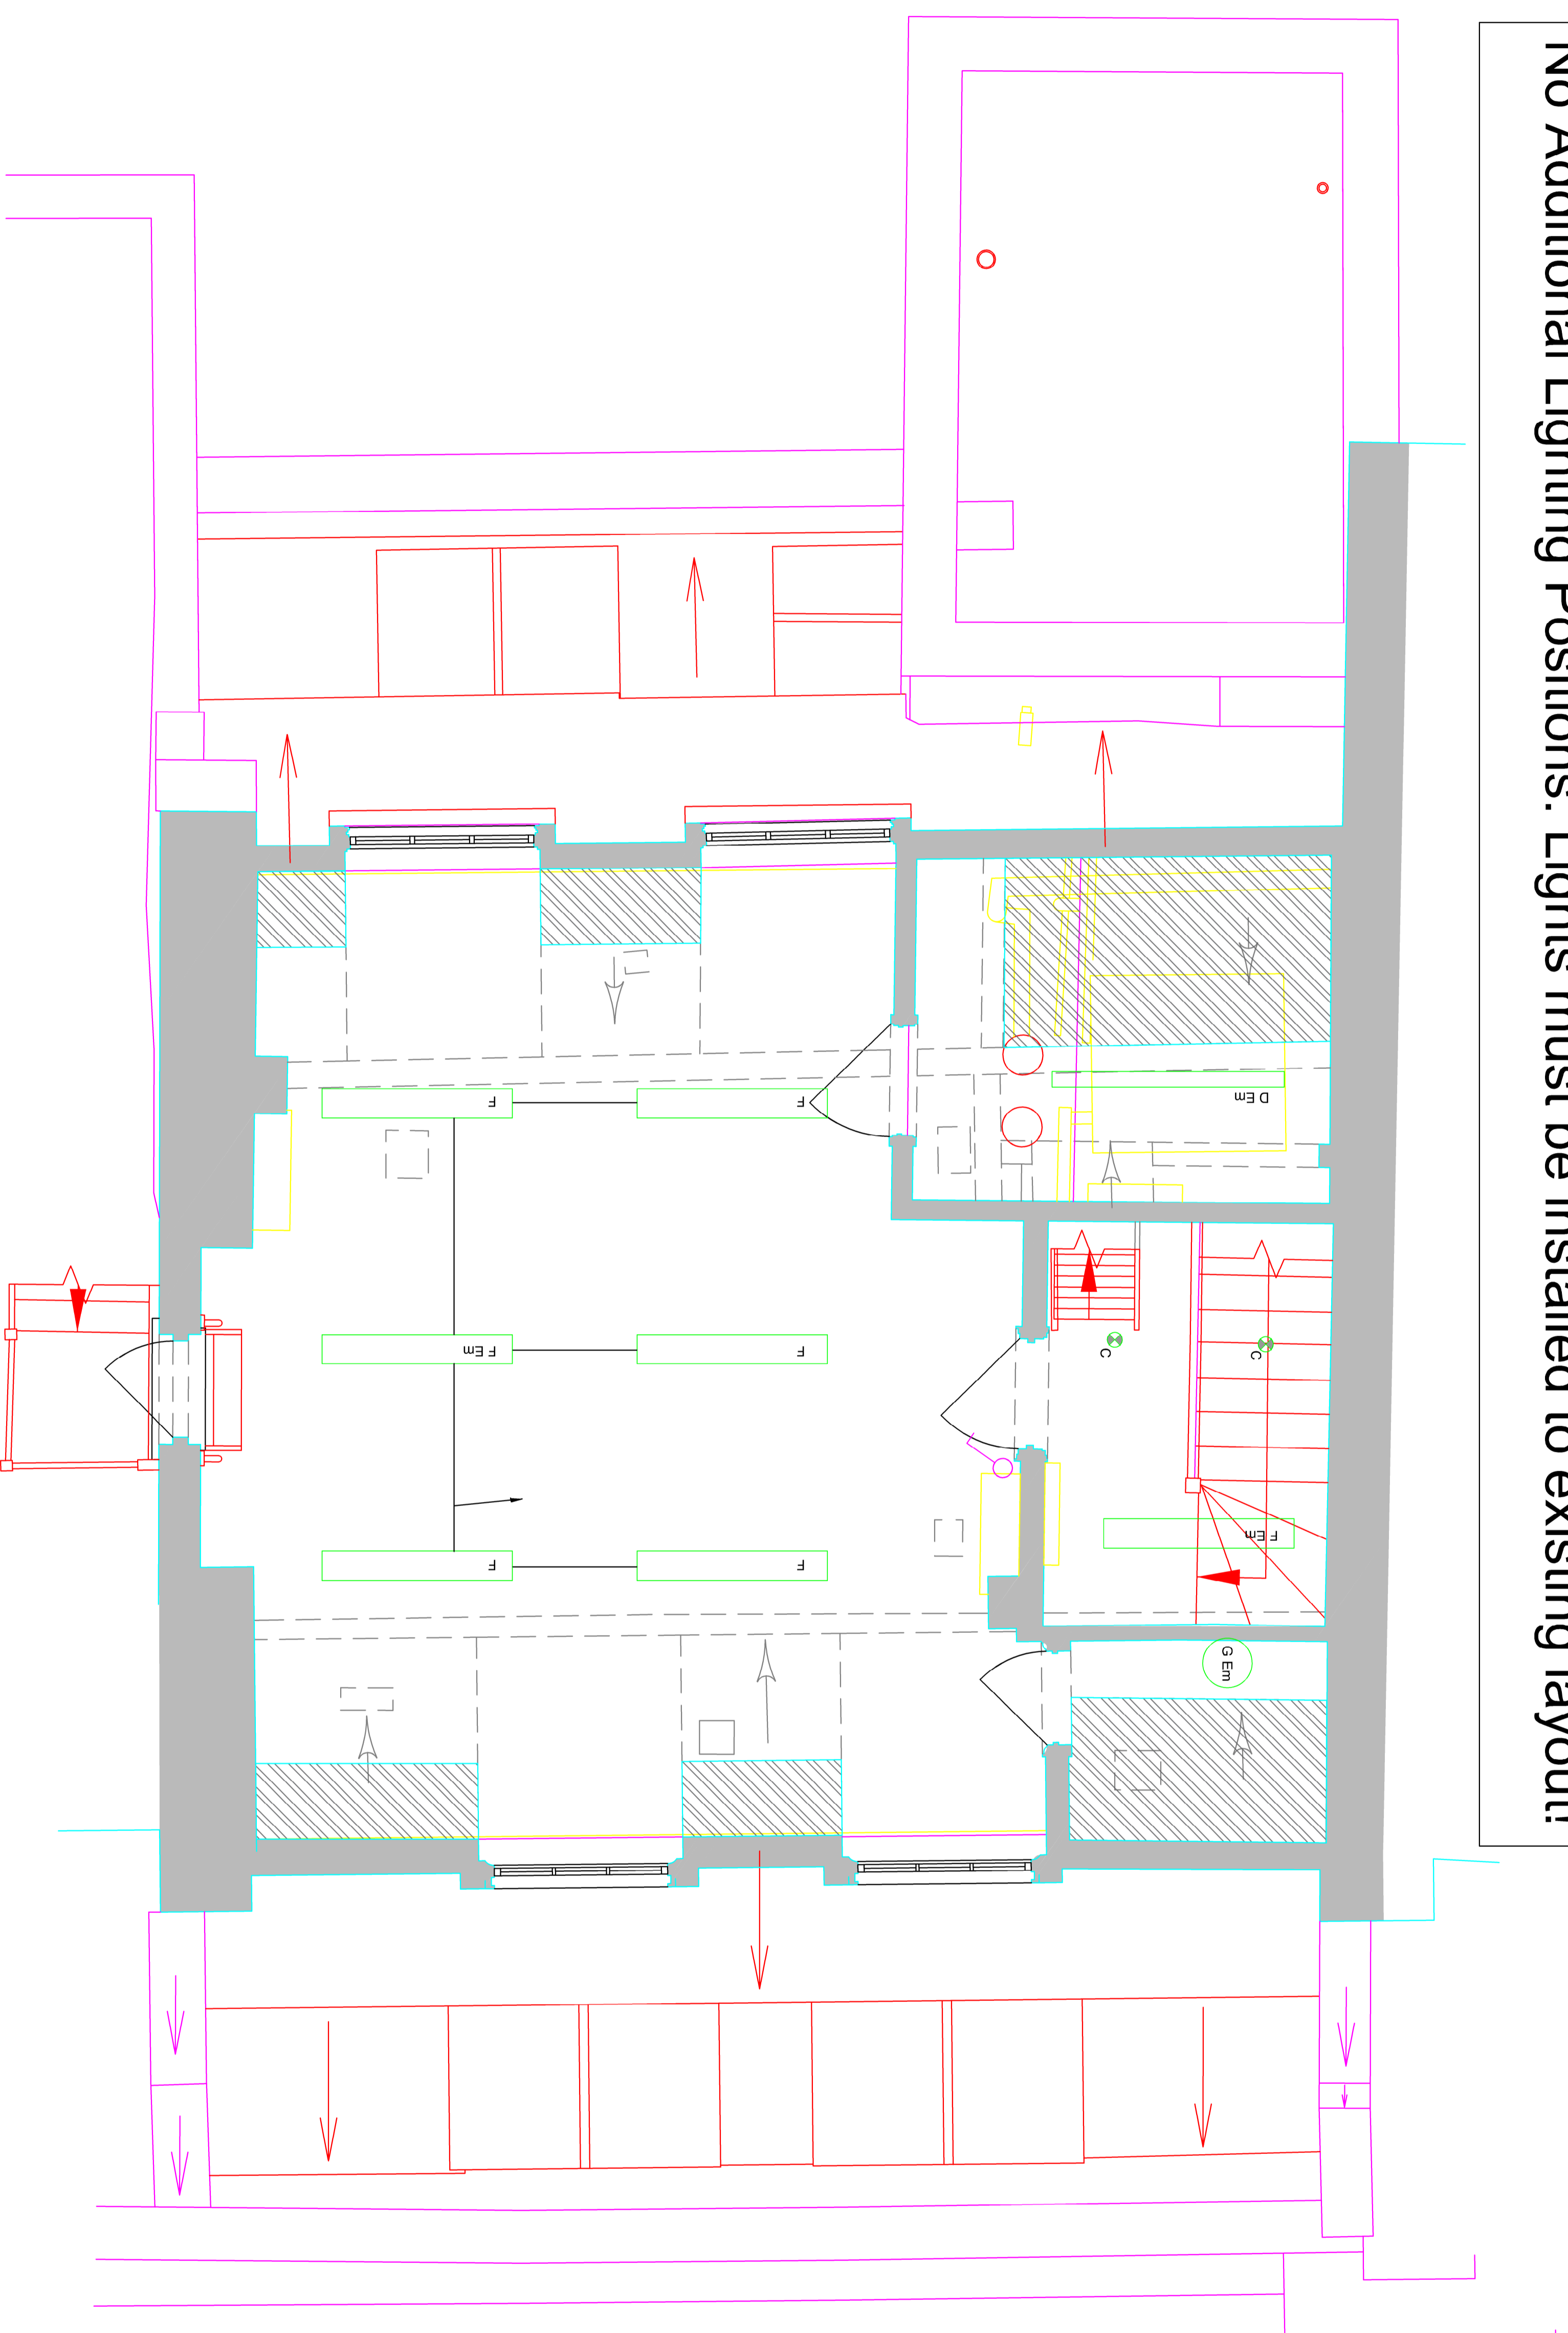 No Additional Lighting Positions. Lights must be installed to existing layout!!
F
F
D Em
F Em
F
C
C
F
F
F Em
G Em